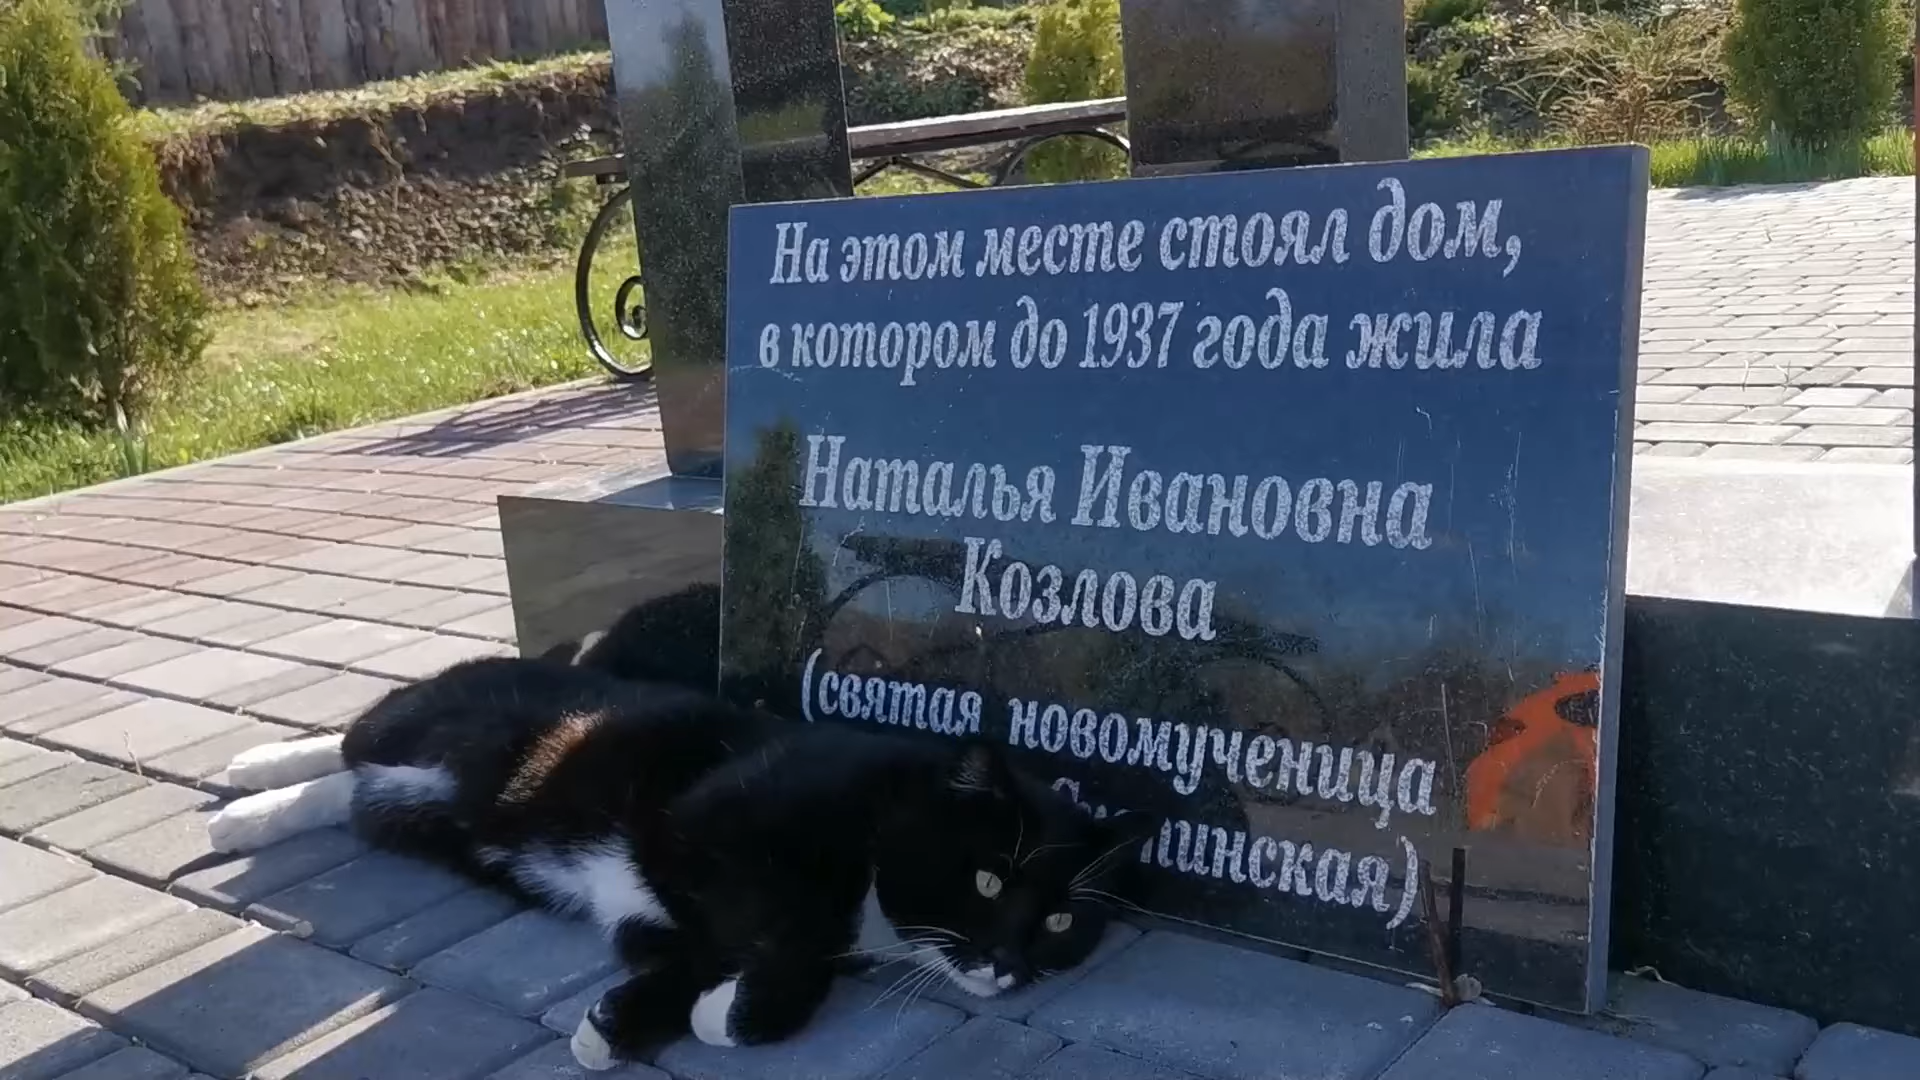 На этом месте стоял дом,
в котором до 1937 года жила
Наталья Ивановна
Козлова
(святая новомученица